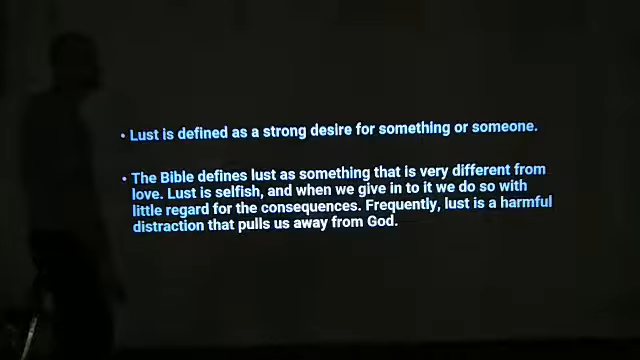 • Lust is defined as a strong desire for something or someone.
• The Bible defines lust as something that is very different from
love. Lust is selfish, and when we give in to it we do so with
little regard for the consequences. Frequently, lust is a harmful
distraction that pulls us away from God.